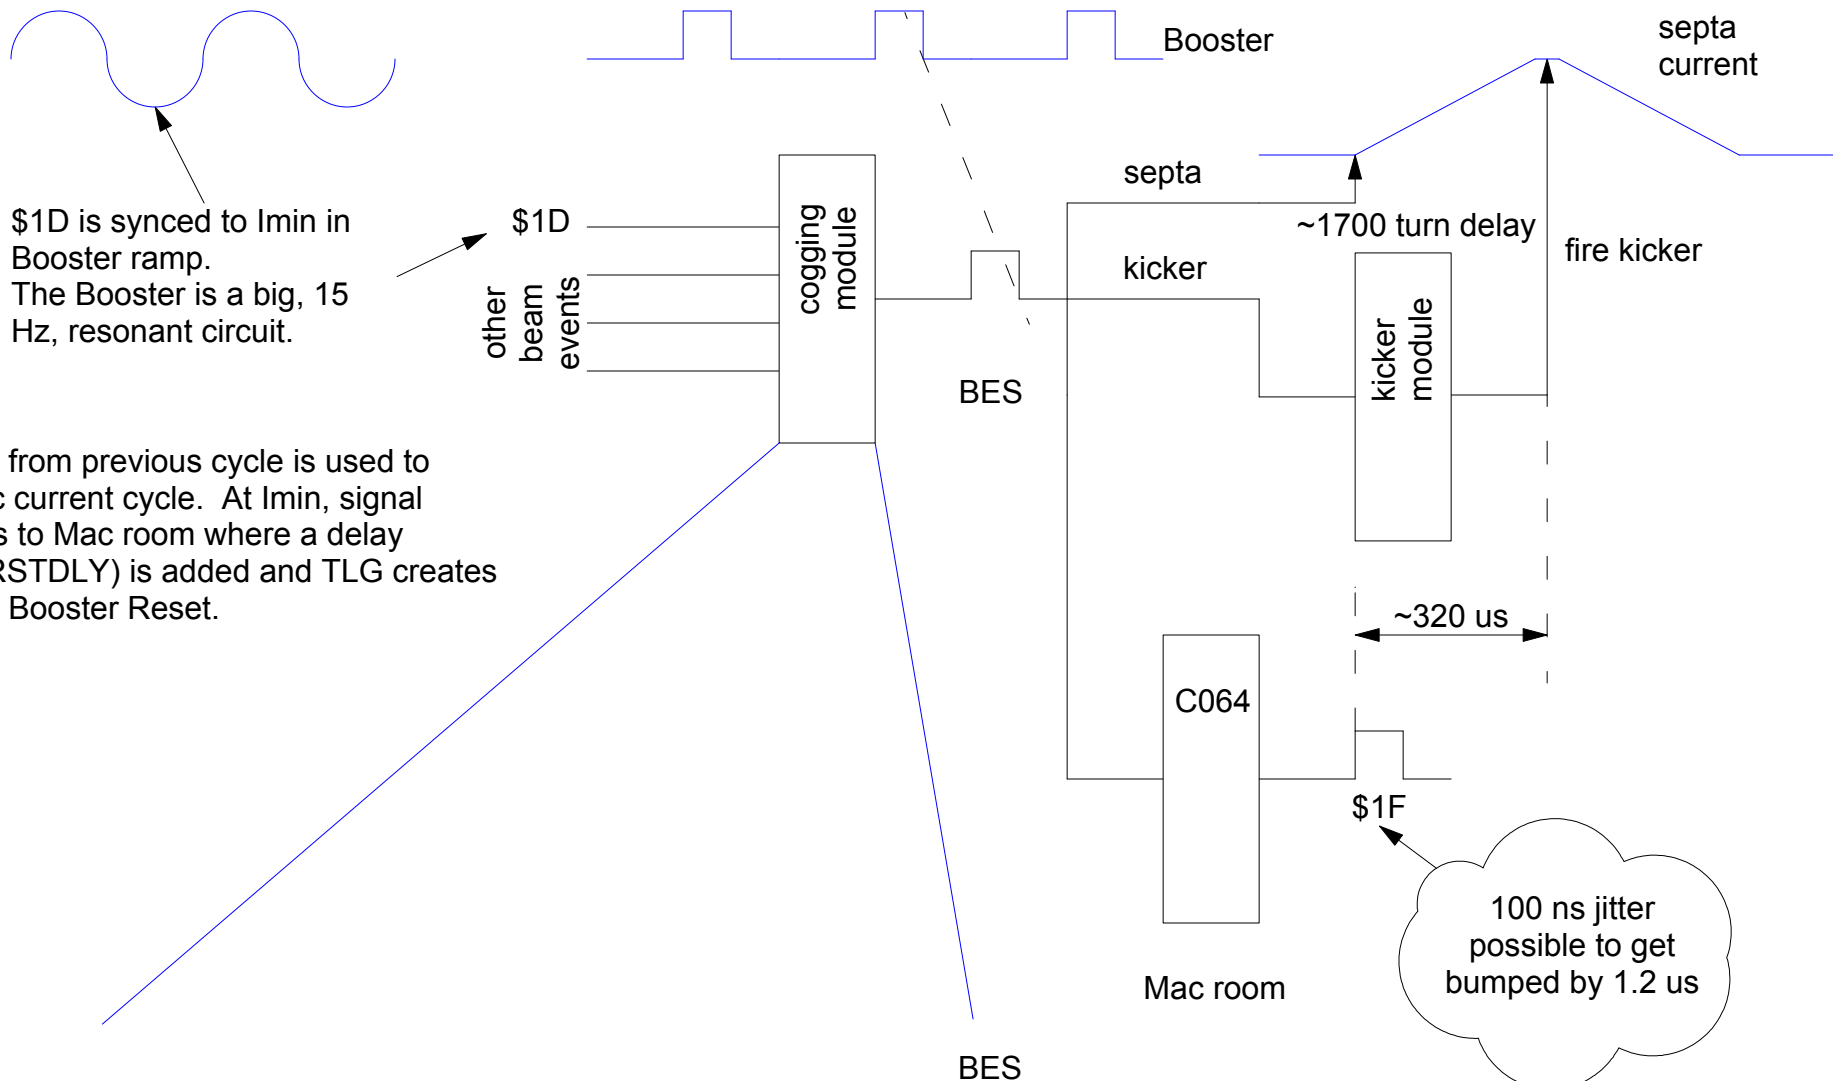 Booster
septa
current
septa
$1D is synced to Imin in
Booster ramp.
The Booster is a big, 15
Hz, resonant circuit.
$1D
other
beam
events
cogging
module
kicker
~1700 turn delay
fire kicker
kicker
module
BES
from previous cycle is used to
current cycle. At Imin, signal
to Mac room where a delay
RSTDLY) is added and TLG creates
Booster Reset.
~320 us
C064
$1F
100 ns jitter
possible to get
bumped by 1.2 us
Mac room
BES